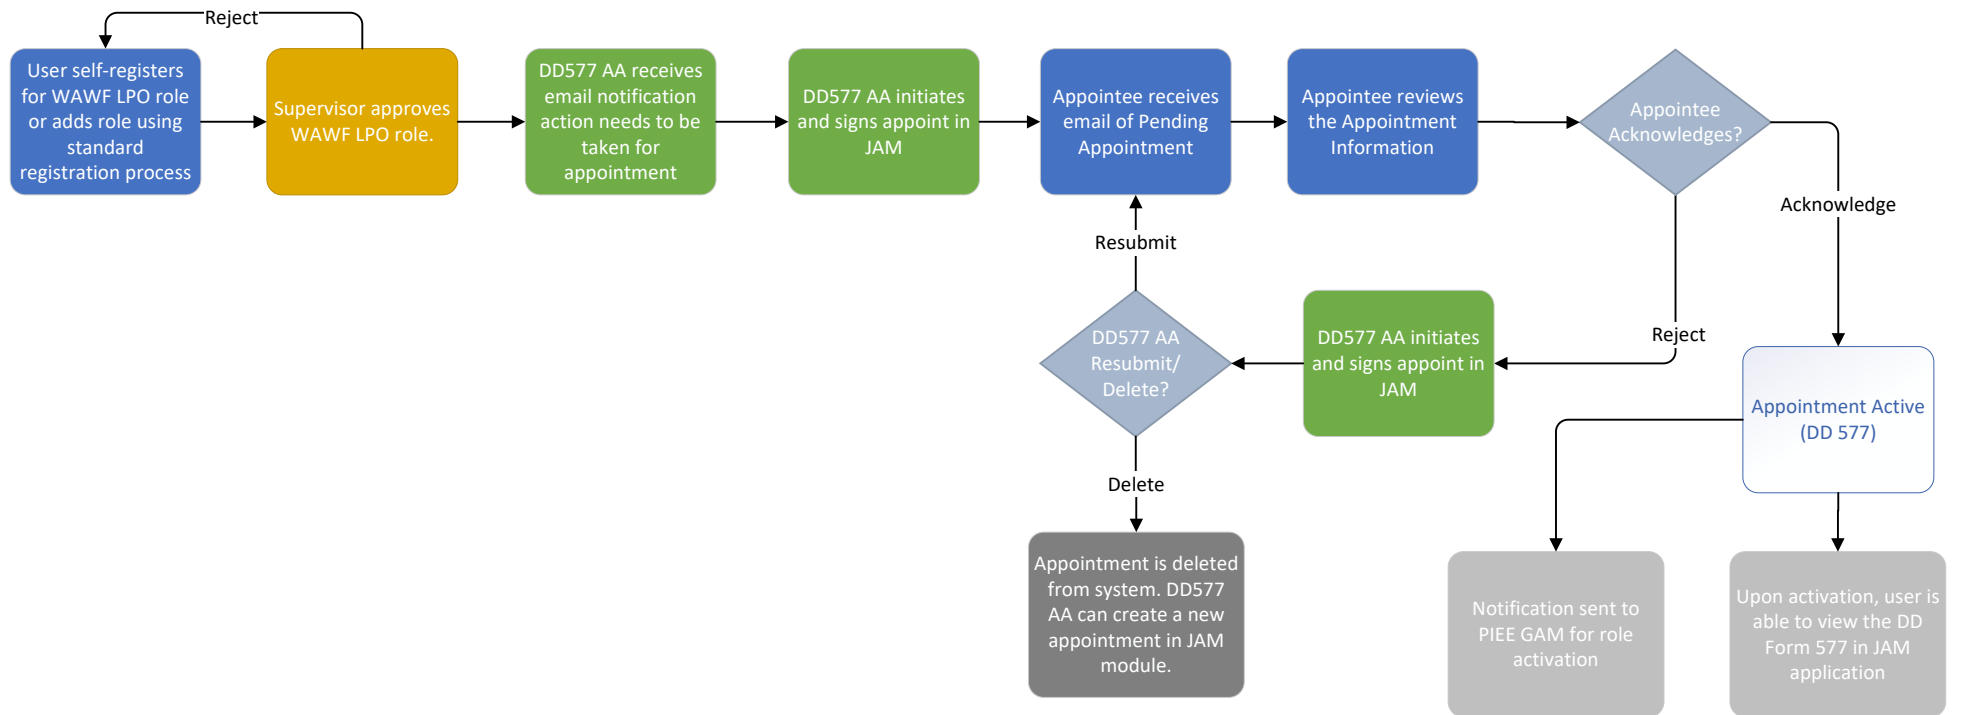 Reject
User self-registers
for WAWF LPO role
or adds role using
standard
registration process
Supervisor approves
WAWF LPO role.
DD577 AA receives
email notification
action needs to be
taken for
appointment
DD577 AA initiates
and signs appoint in
JAM
Appointee receives
email of Pending
Appointment
Appointee reviews
the Appointment
Information
Appointee
Acknowledges?
Acknowledge
Resubmit
Reject
DD577 AA
Resubmit/
Delete?
DD577 AA initiates
and signs appoint in
JAM
Appointment Active
(DD 577)
Delete
Appointment is deleted
from system. DD577
AA can create a new
appointment in JAM
module.
Notification sent to
PIEE GAM for role
activation
Upon activation, user is
able to view the DD
Form 577 in JAM
application